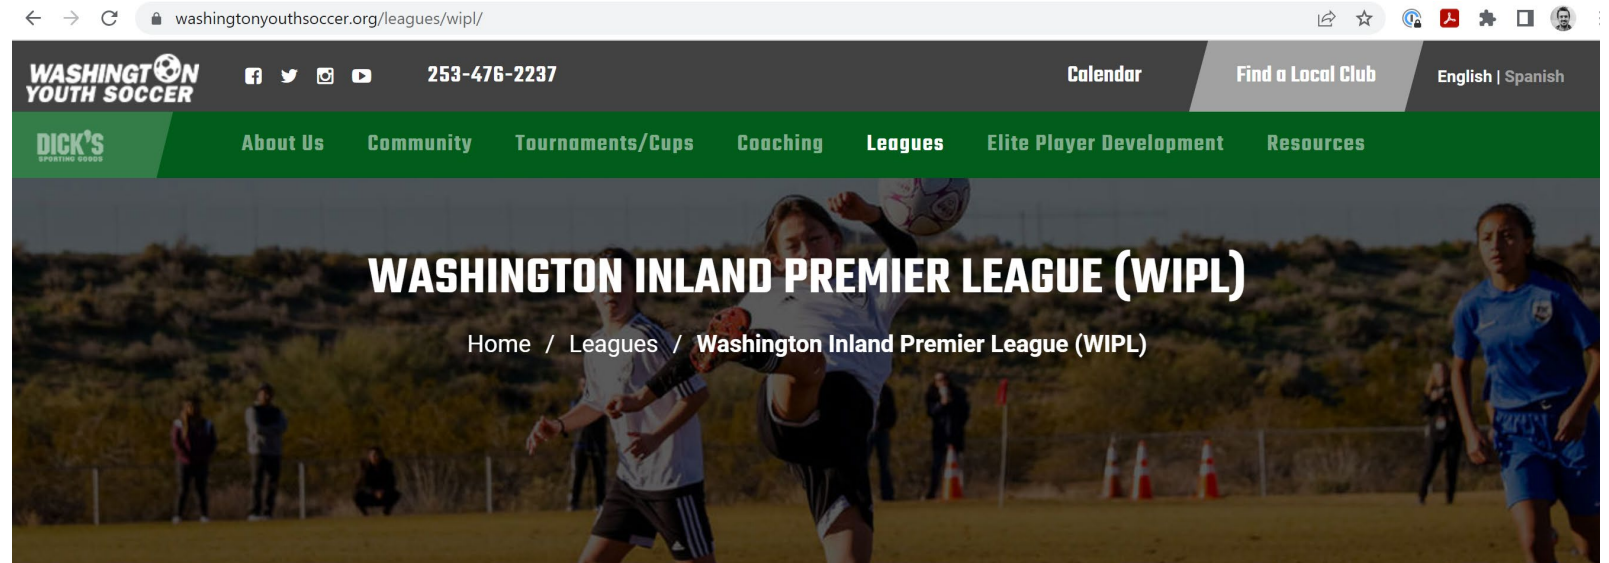 washingtonyouthsoccer.org/leagues/wipl/
WASHINGTON
YOUTH SOCCER
253-476-2237
Calendar
Find a Local Club
English | Spanish
DICK'S
SPORTING GOODS
About Us
Community
Tournaments/Cups
Coaching
Leagues
Elite Player Development
Resources
WASHINGTON INLAND PREMIER LEAGUE (WIPL)
Home / Leagues / Washington Inland Premier League (WIPL)